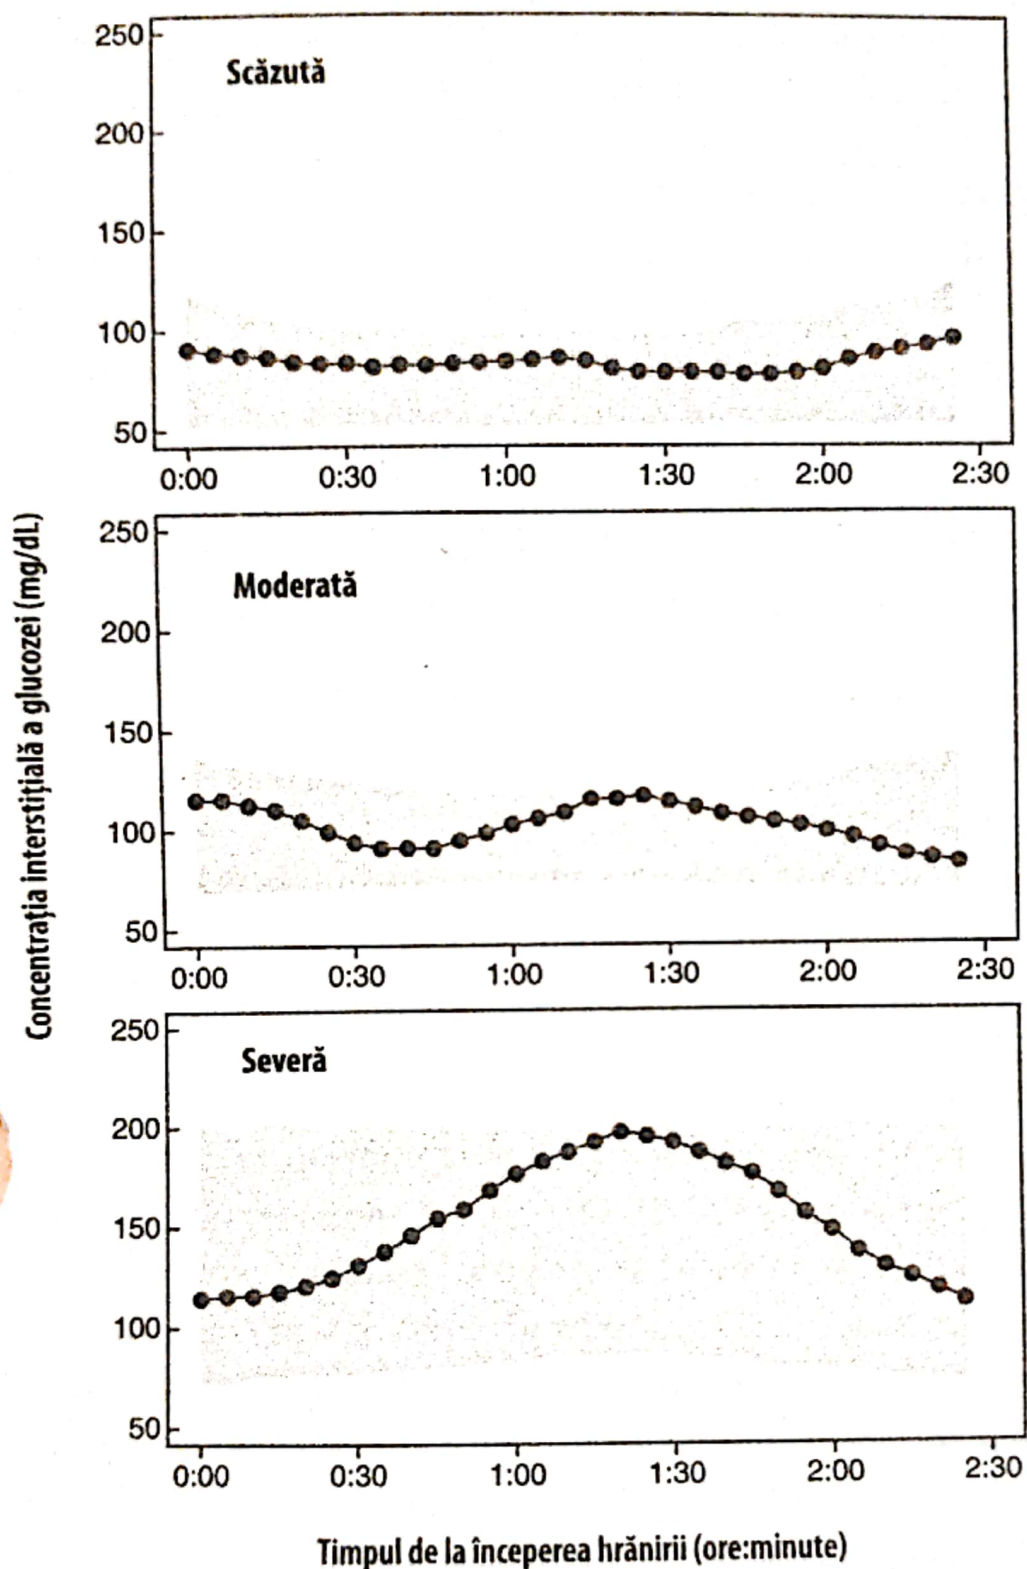 250
Scăzută
200
150
100
50
0:00 0:30 1:00 1:30 2:00 2:30
Concentrația interstițială a glucozei (mg/dL)
250
Moderată
200
150
100
50
0:00 0:30 1:00 1:30 2:00 2:30
250
Severă
200
150
100
50
0:00 0:30 1:00 1:30 2:00 2:30
Timpul de la începerea hrănirii (ore:minute)